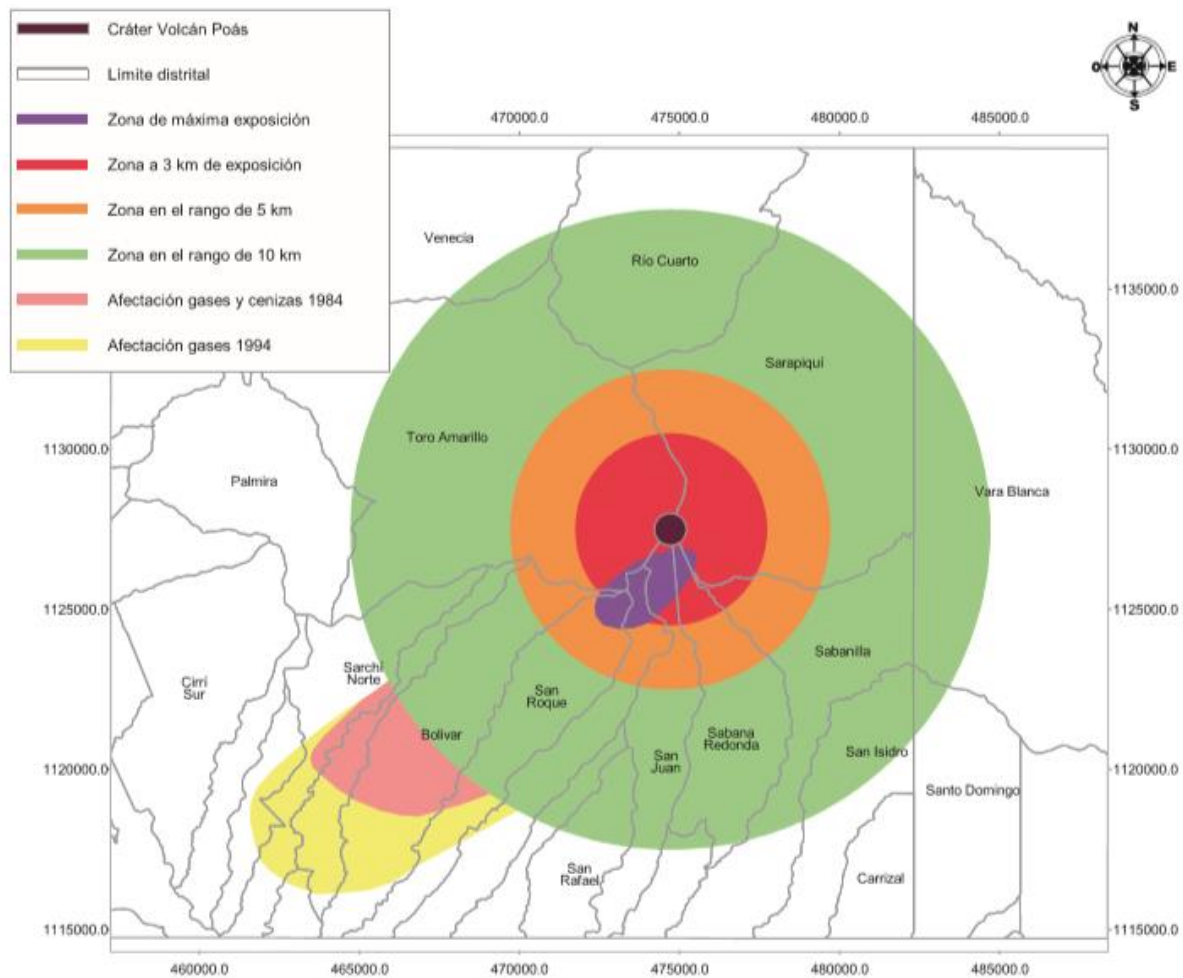 Cráter Volcán Poás
Limite distrital
Zona de máxima exposición
Zona a 3 km de exposición
Zona en el rango de 5 km
Zona en el rango de 10 km
Afectación gases y cenizas 1984
Afectación gases 1994
N
O
E
S
470000.0
475000.0
480000.0
485000.0
Venecia
Río Cuarto
1135000.0
Sarapiquí
1130000.0
Toro Amarillo
1130000.0
Palmira
Vara Blanca
1125000.0
1125000.0
Sabanilla
Sarchí
Norte
Cirrí
Sur
San
Roque
Bolivar
Sabana
Redonda
San
Juan
San Isidro
1120000.0
1120000.0
Santo Domingo
San
Rafael
Carrizal
1115000.0
1115000.0
460000.0
465000.0
470000.0
475000.0
480000.0
485000.0